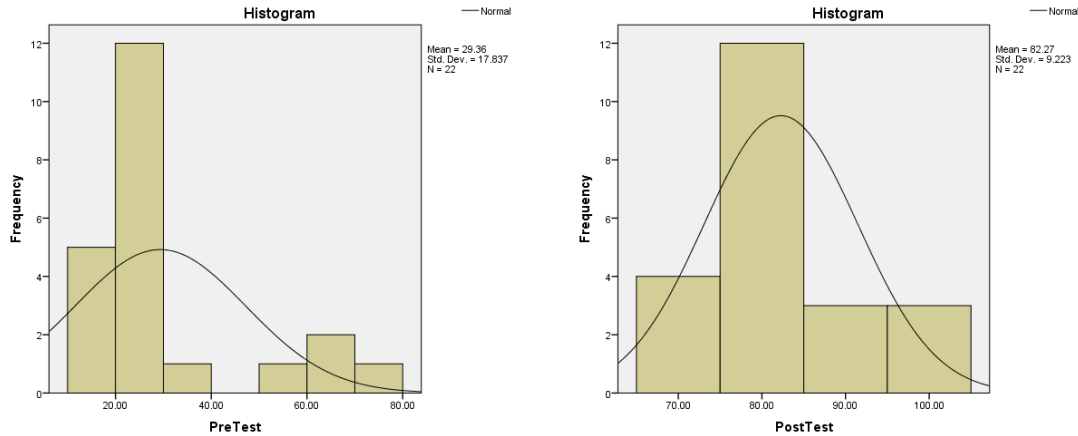 Histogram
Normal
Mean = 29.36
Std. Dev. = 17.837
N = 22
Frequency
12
10
8
6
4
2
0
20.00 40.00 60.00 80.00
PreTest
Histogram
Normal
Mean = 82.27
Std. Dev. = 9.223
N = 22
Frequency
12
10
8
6
4
2
0
70.00 80.00 90.00 100.00
PostTest